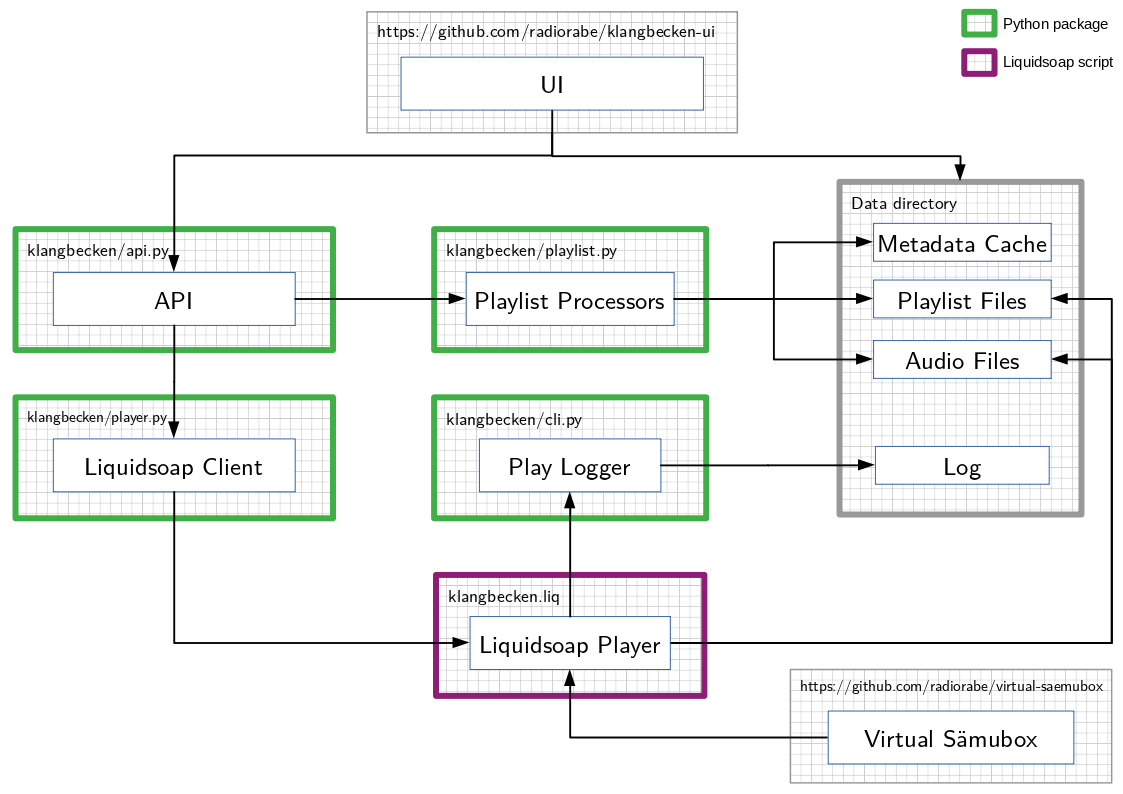 https://github.com/radiorabe/klangbecken-ui
UI
Python package
Liquidsoap script
klangbecken/api.py
API
klangbecken/playlist.py
Playlist Processors
Data directory
Metadata Cache
Playlist Files
Audio Files
Log
klangbecken/player.py
Liquidsoap Client
klangbecken/cli.py
Play Logger
klangbecken.liq
Liquidsoap Player
https://github.com/radiorabe/virtual-saemubox
Virtual Sämubox